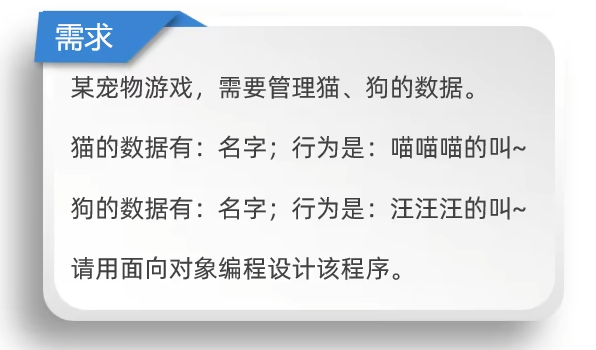 需求
某宠物游戏，需要管理猫、狗的数据。
猫的数据有：名字；行为是：喵喵喵的叫~
狗的数据有：名字；行为是：汪汪汪的叫~
请用面向对象编程设计该程序。